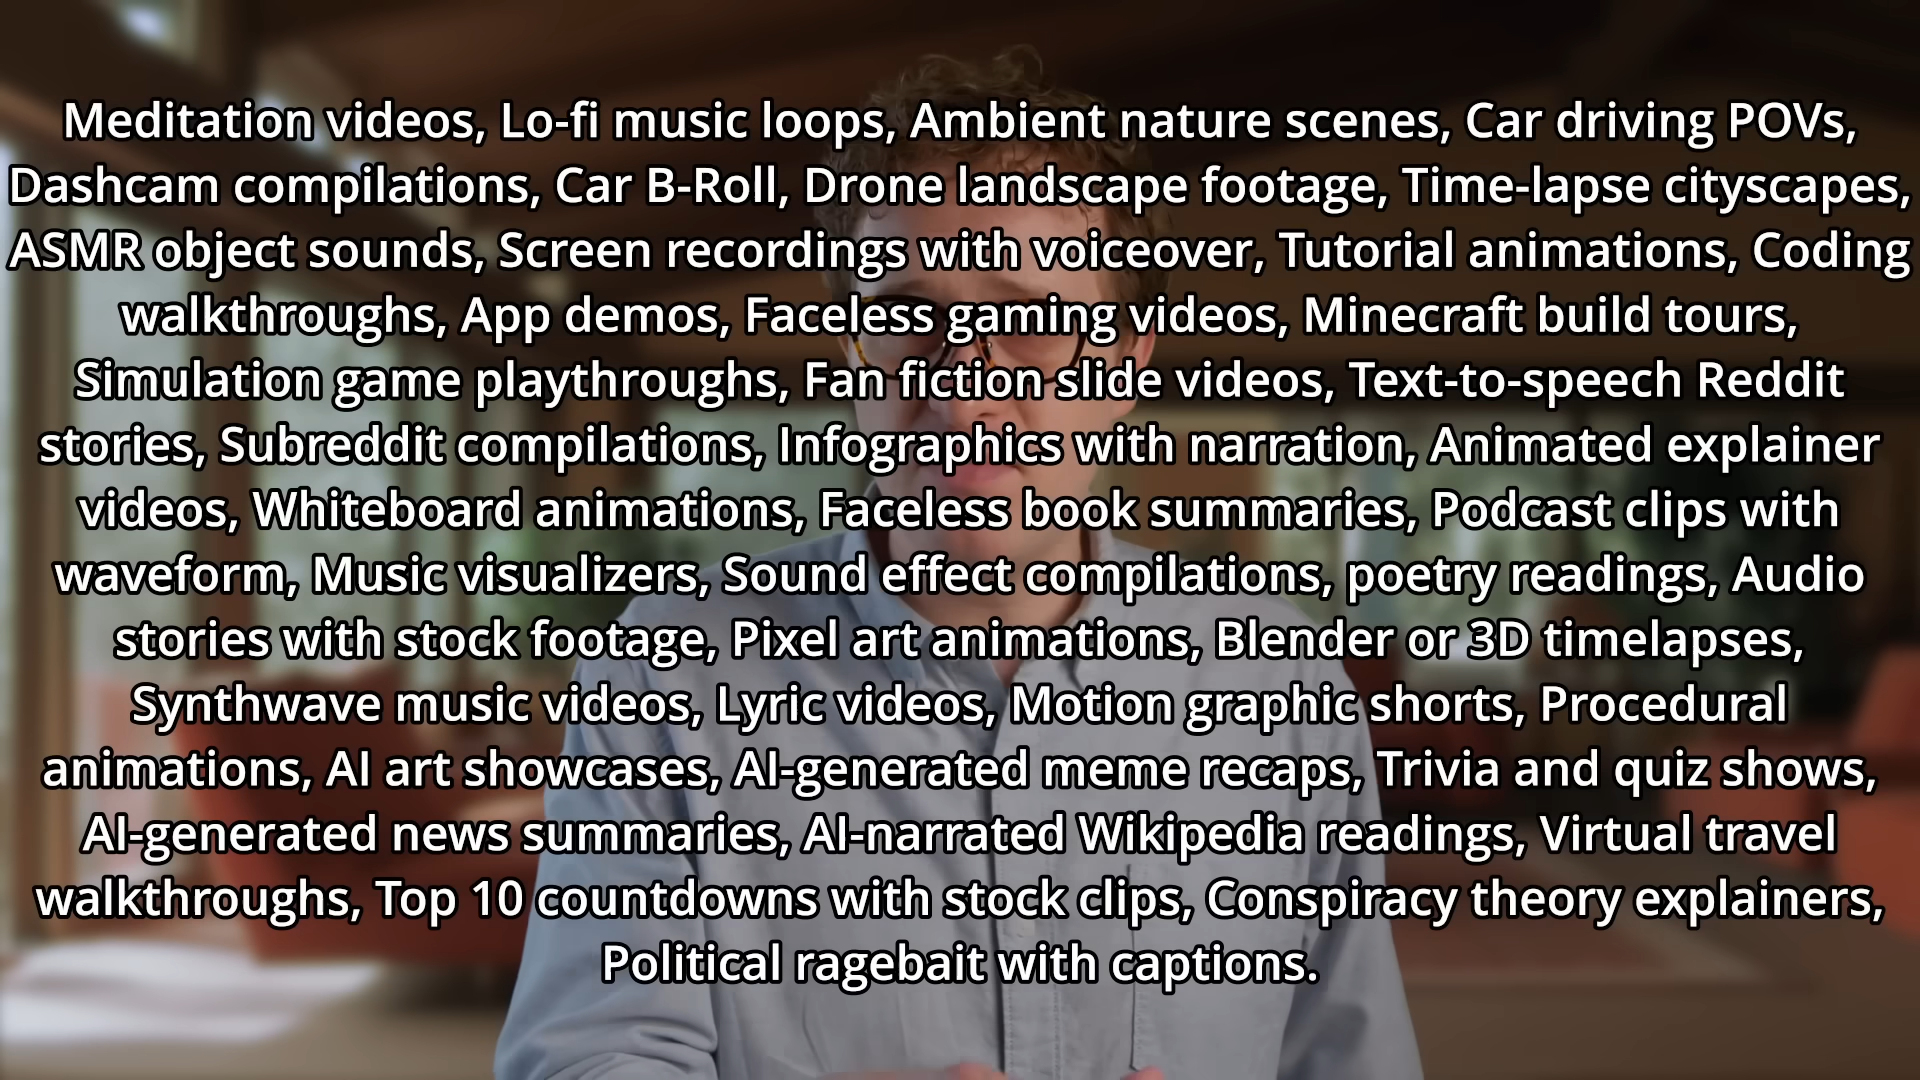 Meditation videos, Lo-fi music loops, Ambient nature scenes, Car driving POVs,
Dashcam compilations, Car B-Roll, Drone landscape footage, Time-lapse cityscapes,
ASMR object sounds, Screen recordings with voiceover, Tutorial animations, Coding
walkthroughs, App demos, Faceless gaming videos, Minecraft build tours,
Simulation game playthroughs, Fan fiction slide videos, Text-to-speech Reddit
stories, Subreddit compilations, Infographics with narration, Animated explainer
videos, Whiteboard animations, Faceless book summaries, Podcast clips with
waveform, Music visualizers, Sound effect compilations, poetry readings, Audio
stories with stock footage, Pixel art animations, Blender or 3D timelapses,
Synthwave music videos, Lyric videos, Motion graphic shorts, Procedural
animations, AI art showcases, AI-generated meme recaps, Trivia and quiz shows,
AI-generated news summaries, AI-narrated Wikipedia readings, Virtual travel
walkthroughs, Top 10 countdowns with stock clips, Conspiracy theory explainers,
Political ragebait with captions.